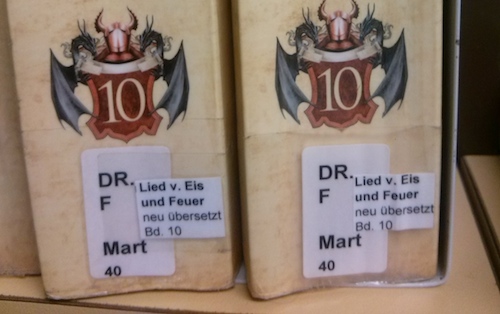 10
DR.
F
Mart
40
Lied v. Eis
und Feuer
neu übersetzt
Bd. 10
10
DR.
F
Mart
40
Lied v. Eis
und Feuer
neu übersetzt
Bd. 10